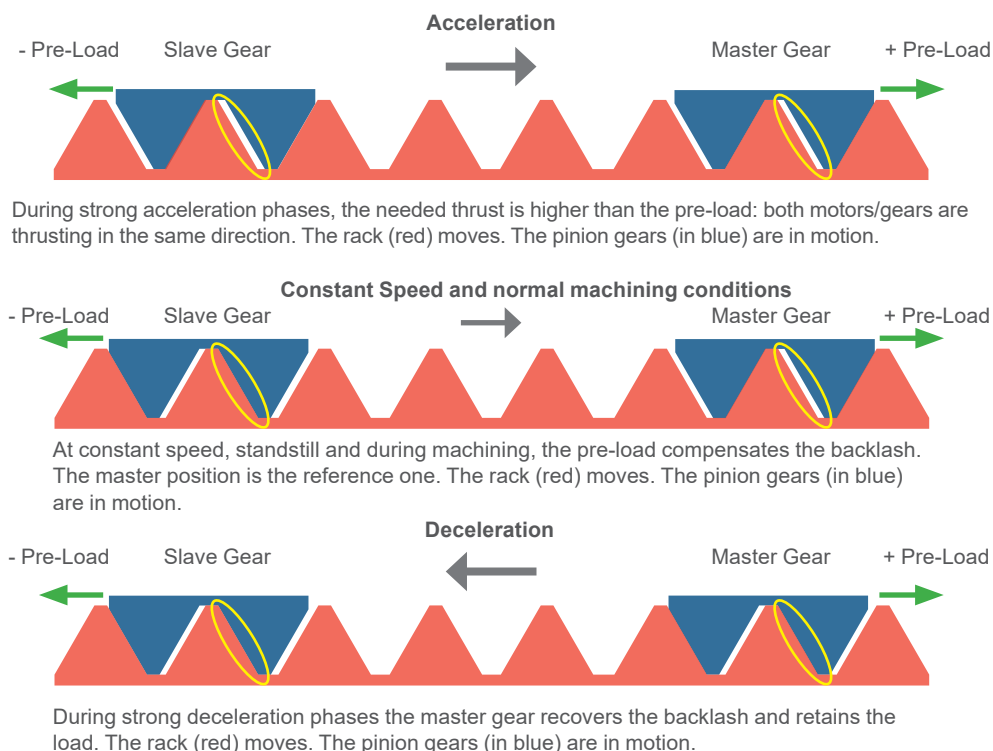 Acceleration
- Pre-Load Slave Gear Master Gear + Pre-Load
During strong acceleration phases, the needed thrust is higher than the pre-load: both motors/gears are
thrusting in the same direction. The rack (red) moves. The pinion gears (in blue) are in motion.
Constant Speed and normal machining conditions
- Pre-Load Slave Gear Master Gear + Pre-Load
At constant speed, standstill and during machining, the pre-load compensates the backlash.
The master position is the reference one. The rack (red) moves. The pinion gears (in blue)
are in motion.
Deceleration
- Pre-Load Slave Gear Master Gear + Pre-Load
During strong deceleration phases the master gear recovers the backlash and retains the
load. The rack (red) moves. The pinion gears (in blue) are in motion.